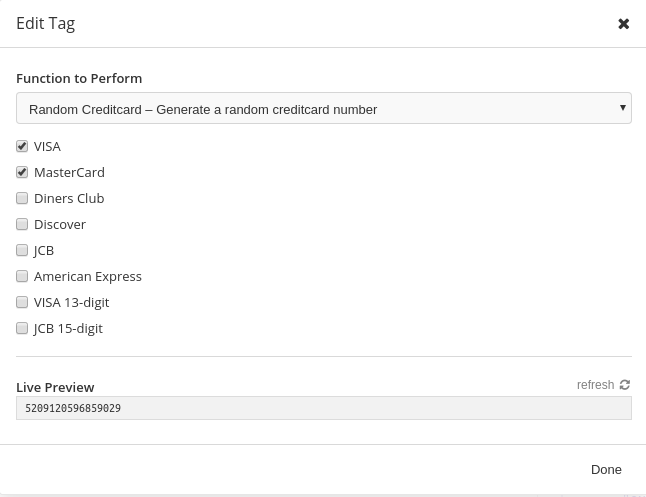 Edit Tag
Function to Perform
Random Creditcard – Generate a random creditcard number
VISA
MasterCard
Diners Club
Discover
JCB
American Express
VISA 13-digit
JCB 15-digit
Live Preview
refresh
5209120596859029
Done